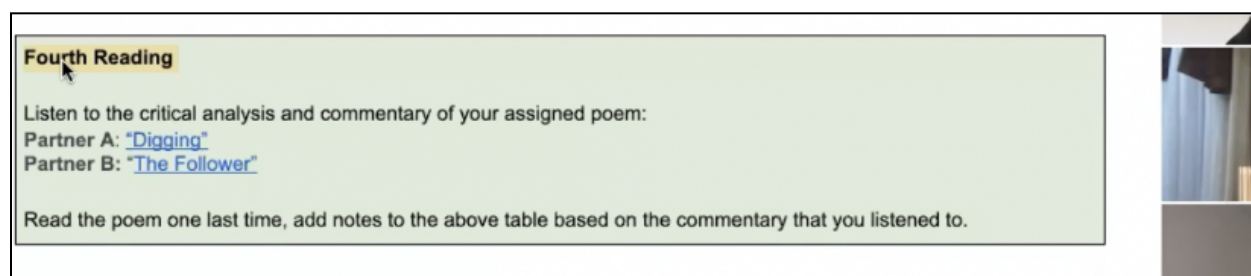 Fourth Reading
Listen to the critical analysis and commentary of your assigned poem:
Partner A: “Digging”
Partner B: “The Follower”
Read the poem one last time, add notes to the above table based on the commentary that you listened to.